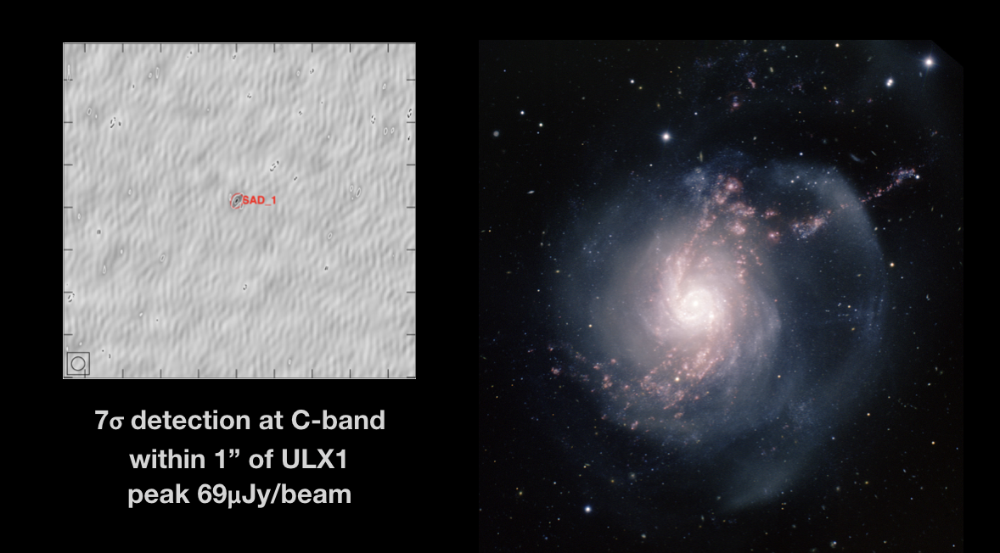 SAD_1
7σ detection at C-band
within 1” of ULX1
peak 69μJy/beam